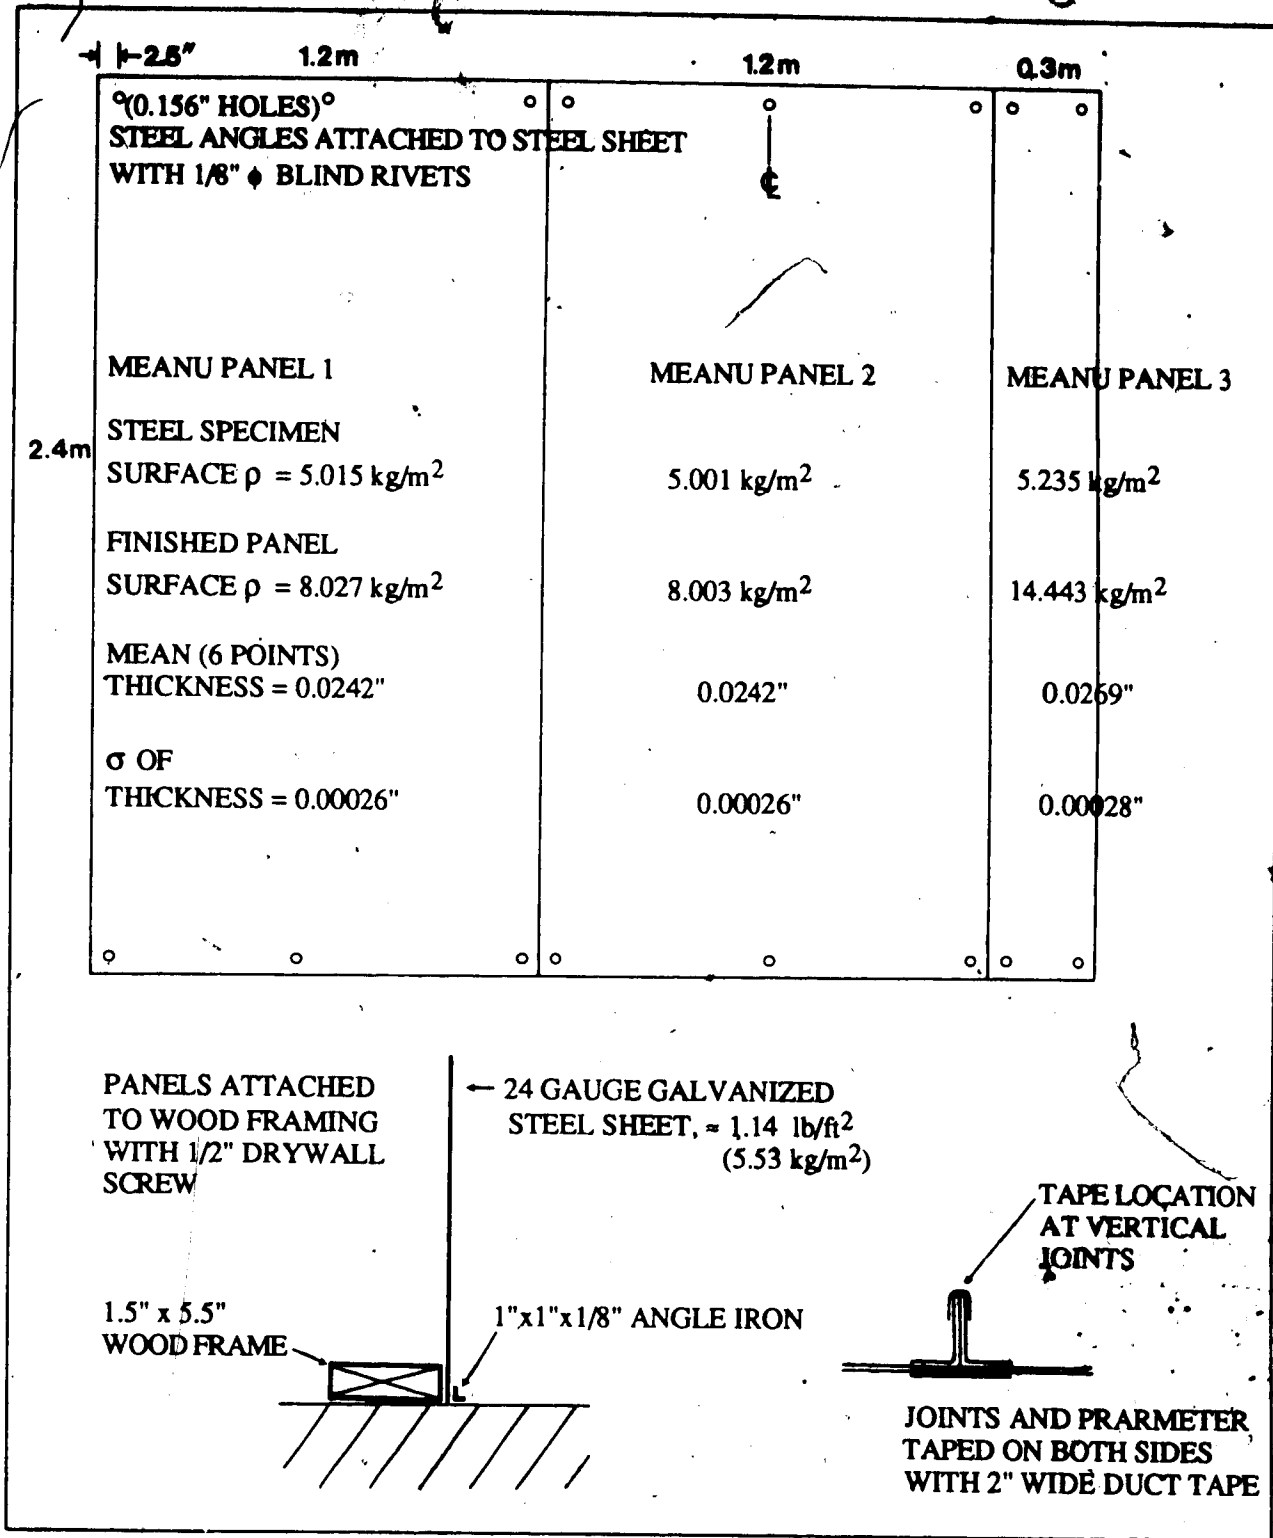 2.5" 1.2m 1.2m 0.3m
(0.156" HOLES)
STEEL ANGLES ATTACHED TO STEEL SHEET
WITH 1/8" ϕ BLIND RIVETS
℄
MEANU PANEL 1 MEANU PANEL 2 MEANU PANEL 3
STEEL SPECIMEN
2.4m
SURFACE ρ = 5.015 kg/m² 5.001 kg/m² 5.235 kg/m²
FINISHED PANEL
SURFACE ρ = 8.027 kg/m² 8.003 kg/m² 14.443 kg/m²
MEAN (6 POINTS)
THICKNESS = 0.0242" 0.0242" 0.0269"
σ OF
THICKNESS = 0.00026" 0.00026" 0.00028"
PANELS ATTACHED
TO WOOD FRAMING
WITH 1/2" DRYWALL
SCREW
24 GAUGE GALVANIZED
STEEL SHEET, ≈ 1.14 lb/ft²
(5.53 kg/m²)
TAPE LOCATION
AT VERTICAL
JOINTS
1.5" x 5.5"
WOOD FRAME
1"x1"x1/8" ANGLE IRON
JOINTS AND PRARMETER
TAPED ON BOTH SIDES
WITH 2" WIDE DUCT TAPE